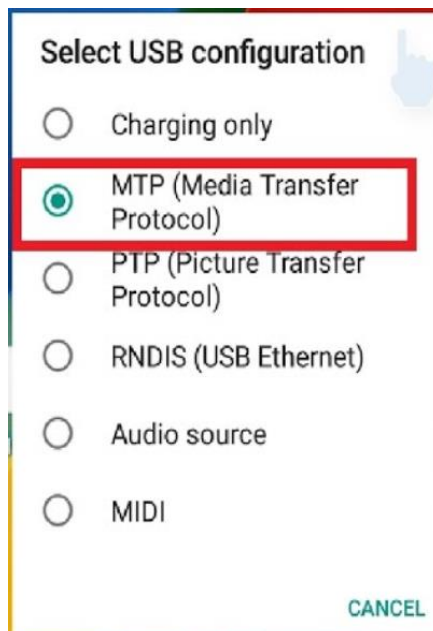 Select USB configuration
Charging only
MTP (Media Transfer
Protocol)
PTP (Picture Transfer
Protocol)
RNDIS (USB Ethernet)
Audio source
MIDI
CANCEL